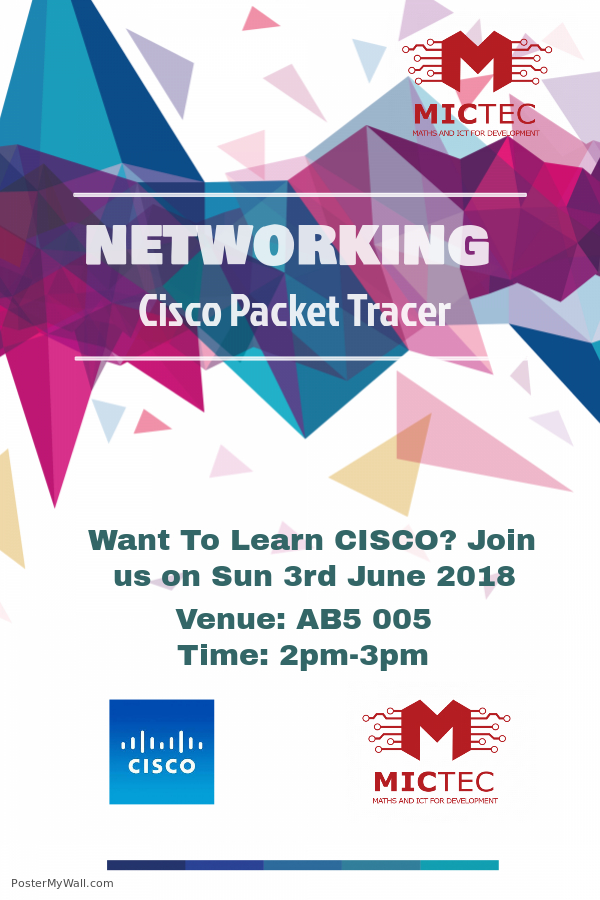 MICTEC
MATHS AND ICT FOR DEVELOPMENT
NETWORKING
Cisco Packet Tracer
Want To Learn CISCO? Join
us on Sun 3rd June 2018
Venue: AB5 005
Time: 2pm-3pm
CISCO
MICTEC
MATHS AND ICT FOR DEVELOPMENT
PosterMyWall.com